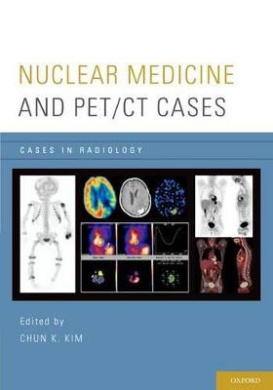 NUCLEAR MEDICINE
AND PET/CT CASES
CASES IN RADIOLOGY
Edited by
CHUN K. KIM
OXFORD